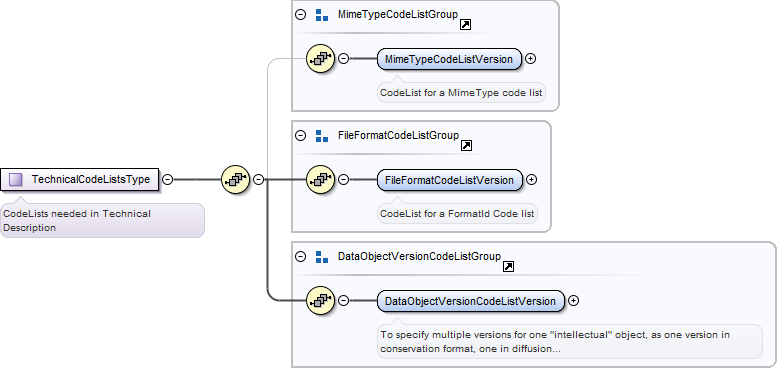 MimeTypeCodeListGroup
MimeTypeCodeListVersion
CodeList for a MimeType code list
FileFormatCodeListGroup
FileFormatCodeListVersion
CodeList for a FormatId Code list
TechnicalCodeListsType
CodeLists needed in Technical
Description
DataObjectVersionCodeListGroup
DataObjectVersionCodeListVersion
To specify multiple versions for one "intellectual" object, as one version in
conservation format, one in diffusion...